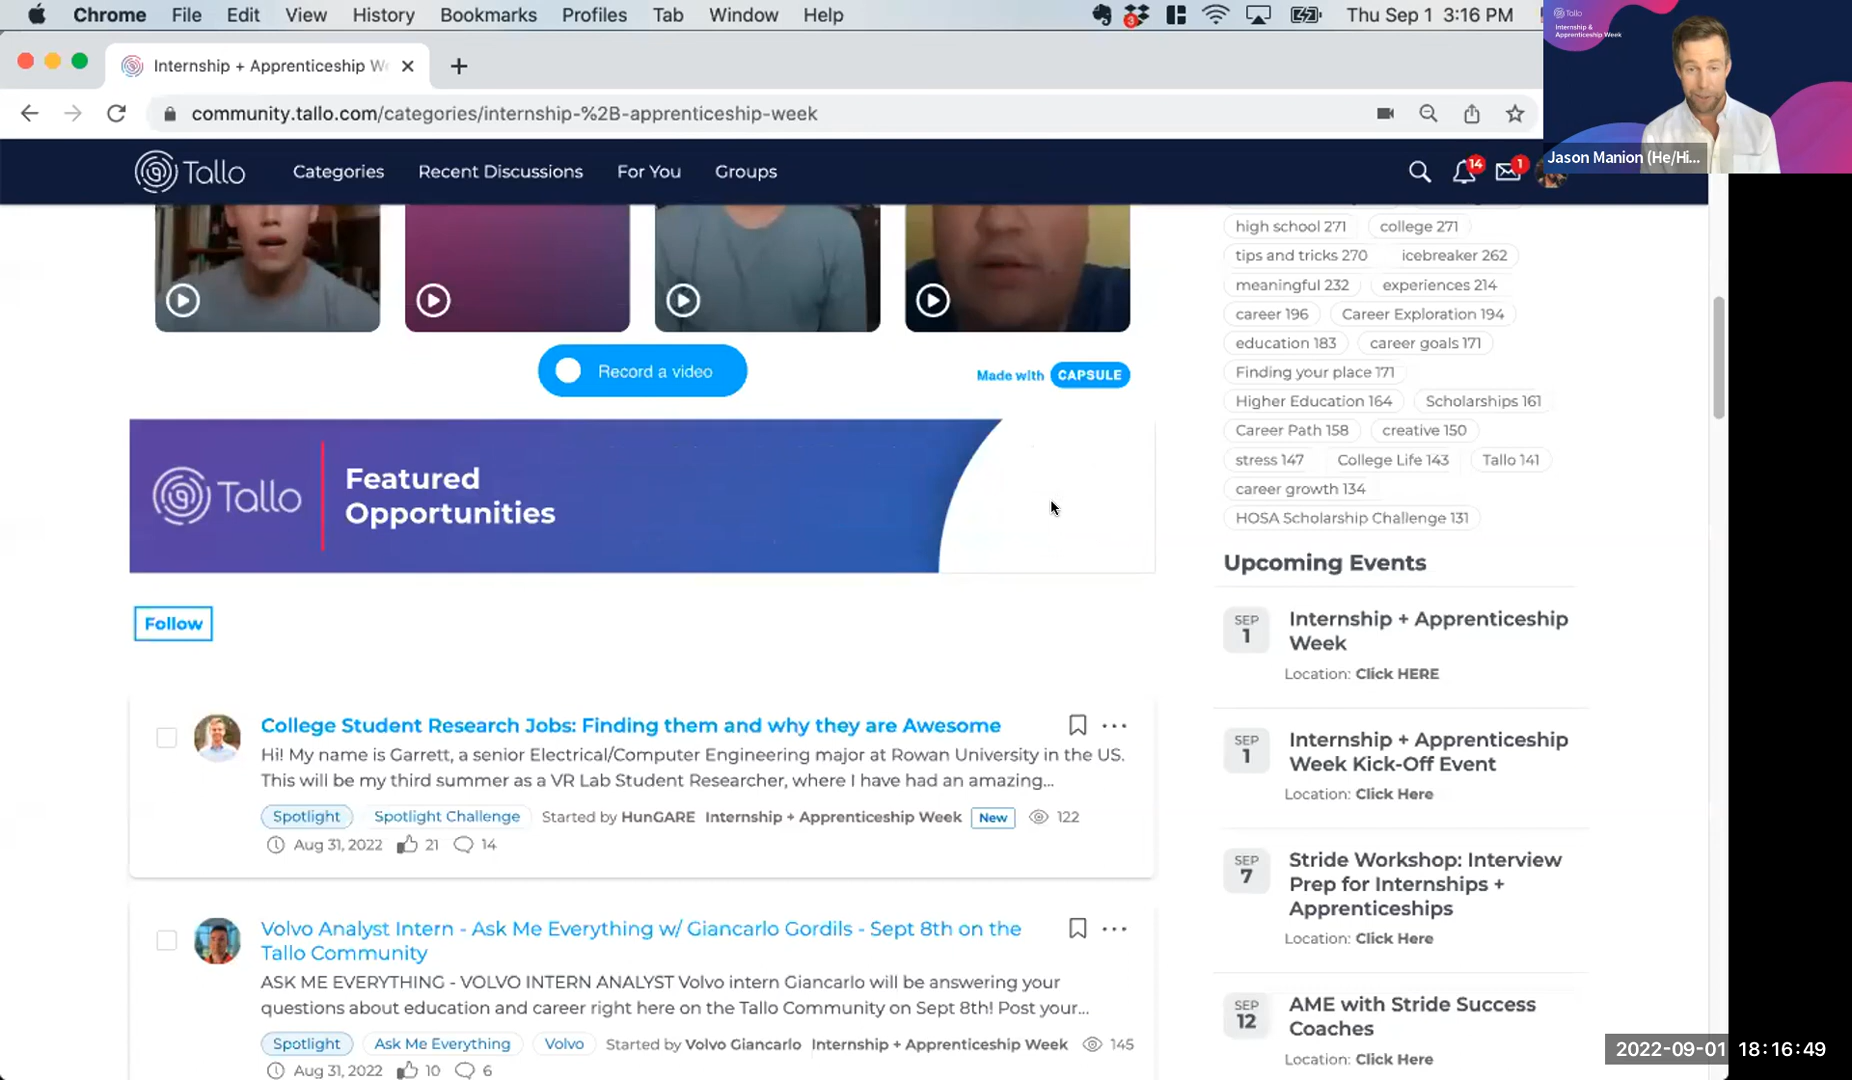 Chrome File Edit View History Bookmarks Profiles Tab Window Help
3
Thu Sep 1 3:16 PM
Tallo
Internship &
Apprenticeship Week
Jason Manion (He/Hi...
Internship + Apprenticeship We
community.tallo.com/categories/internship-%2B-apprenticeship-week
Tallo
Categories Recent Discussions For You Groups
14
1
Record a video
Made with CAPSULE
Tallo
Featured
Opportunities
Follow
College Student Research Jobs: Finding them and why they are Awesome
Hi! My name is Garrett, a senior Electrical/Computer Engineering major at Rowan University in the US.
This will be my third summer as a VR Lab Student Researcher, where I have had an amazing...
Spotlight Spotlight Challenge Started by HunGARE Internship + Apprenticeship Week New 122
Aug 31, 2022 21 14
Volvo Analyst Intern - Ask Me Everything w/ Giancarlo Gordils - Sept 8th on the
Tallo Community
ASK ME EVERYTHING - VOLVO INTERN ANALYST Volvo intern Giancarlo will be answering your
questions about education and career right here on the Tallo Community on Sept 8th! Post your...
Spotlight Ask Me Everything Volvo Started by Volvo Giancarlo Internship + Apprenticeship Week 145
Aug 31, 2022 10 6
high school 271 college 271
tips and tricks 270 icebreaker 262
meaningful 232 experiences 214
career 196 Career Exploration 194
education 183 career goals 171
Finding your place 171
Higher Education 164 Scholarships 161
Career Path 158 creative 150
stress 147 College Life 143 Tallo 141
career growth 134
HOSA Scholarship Challenge 131
Upcoming Events
SEP
1
Internship + Apprenticeship
Week
Location: Click HERE
SEP
1
Internship + Apprenticeship
Week Kick-Off Event
Location: Click Here
SEP
7
Stride Workshop: Interview
Prep for Internships +
Apprenticeships
Location: Click Here
SEP
12
AME with Stride Success
Coaches
Location: Click Here
2022-09-01 18:16:49